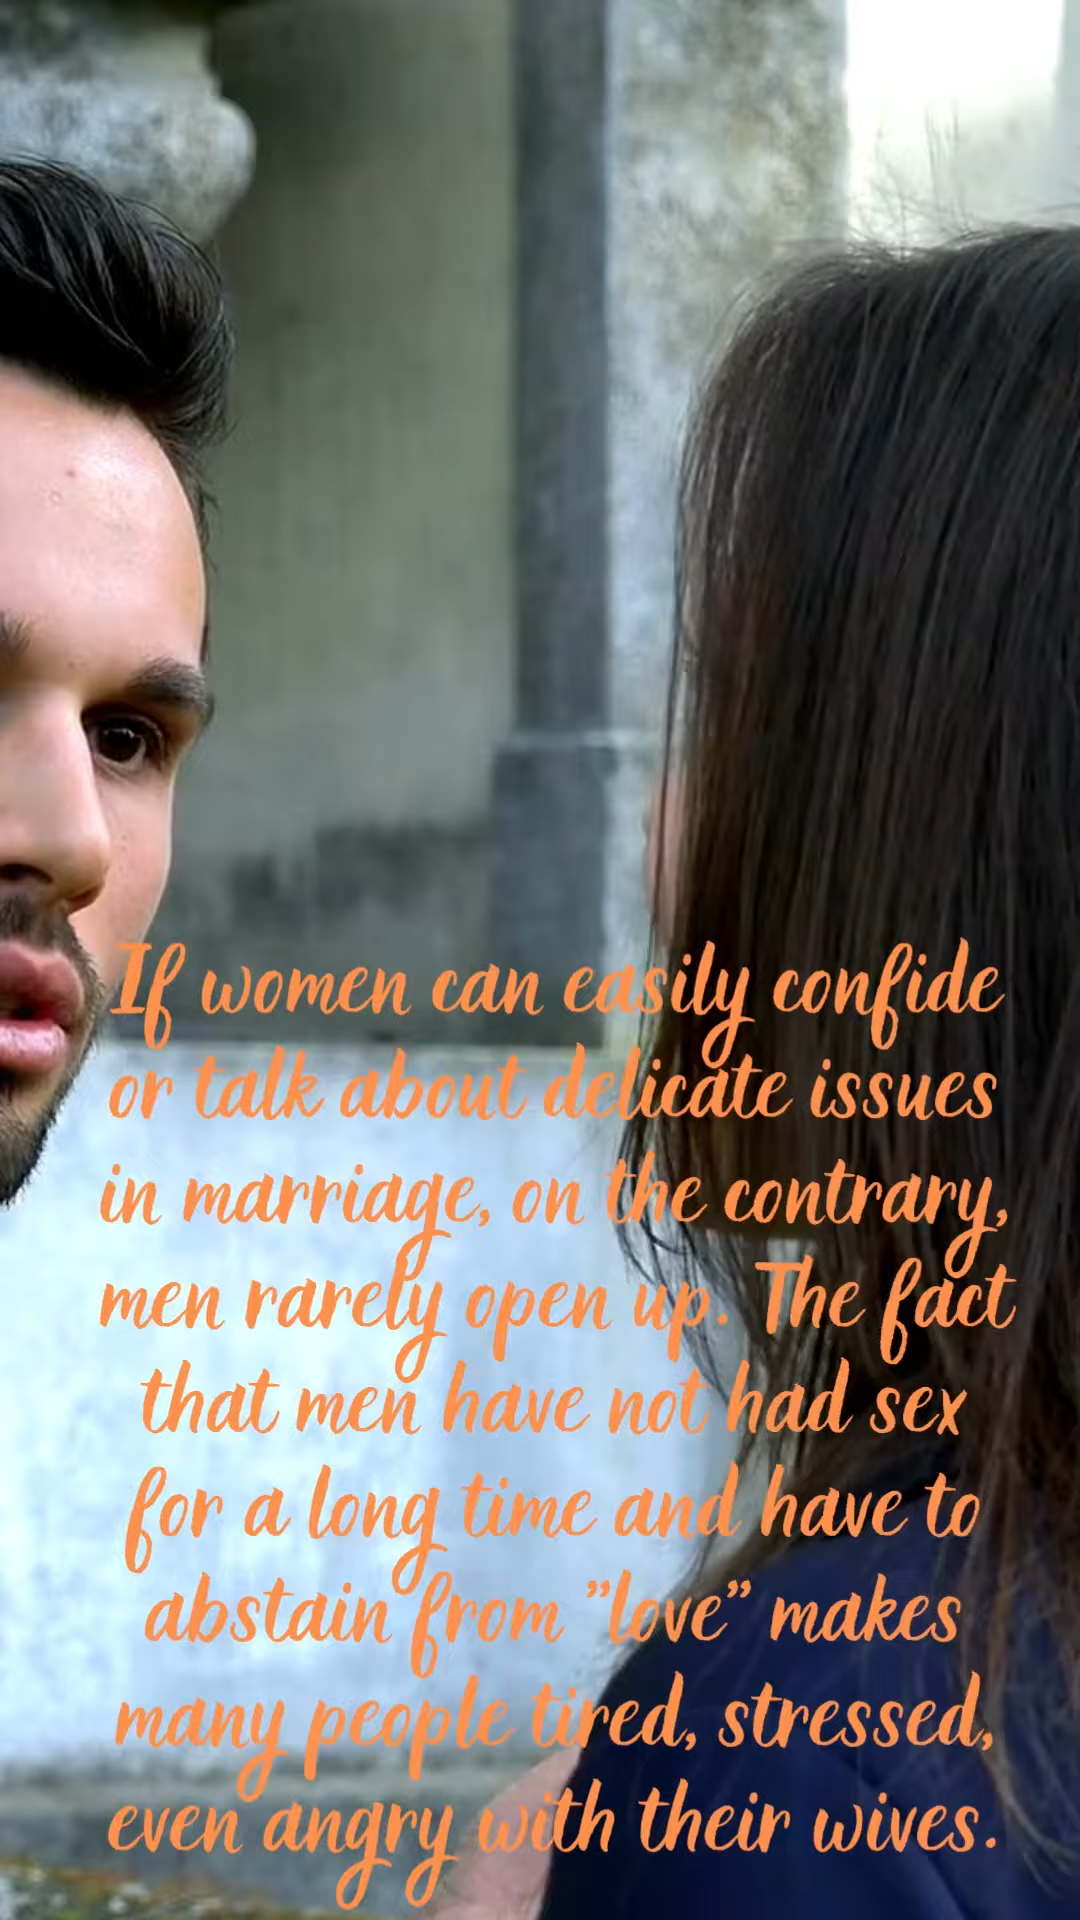 If women can easily confide
or talk about delicate issues
in marriage, on the contrary,
men rarely open up. The fact
that men have not had sex
for a long time and have to
abstain from "love" makes
many people tired, stressed,
even angry with their wives.